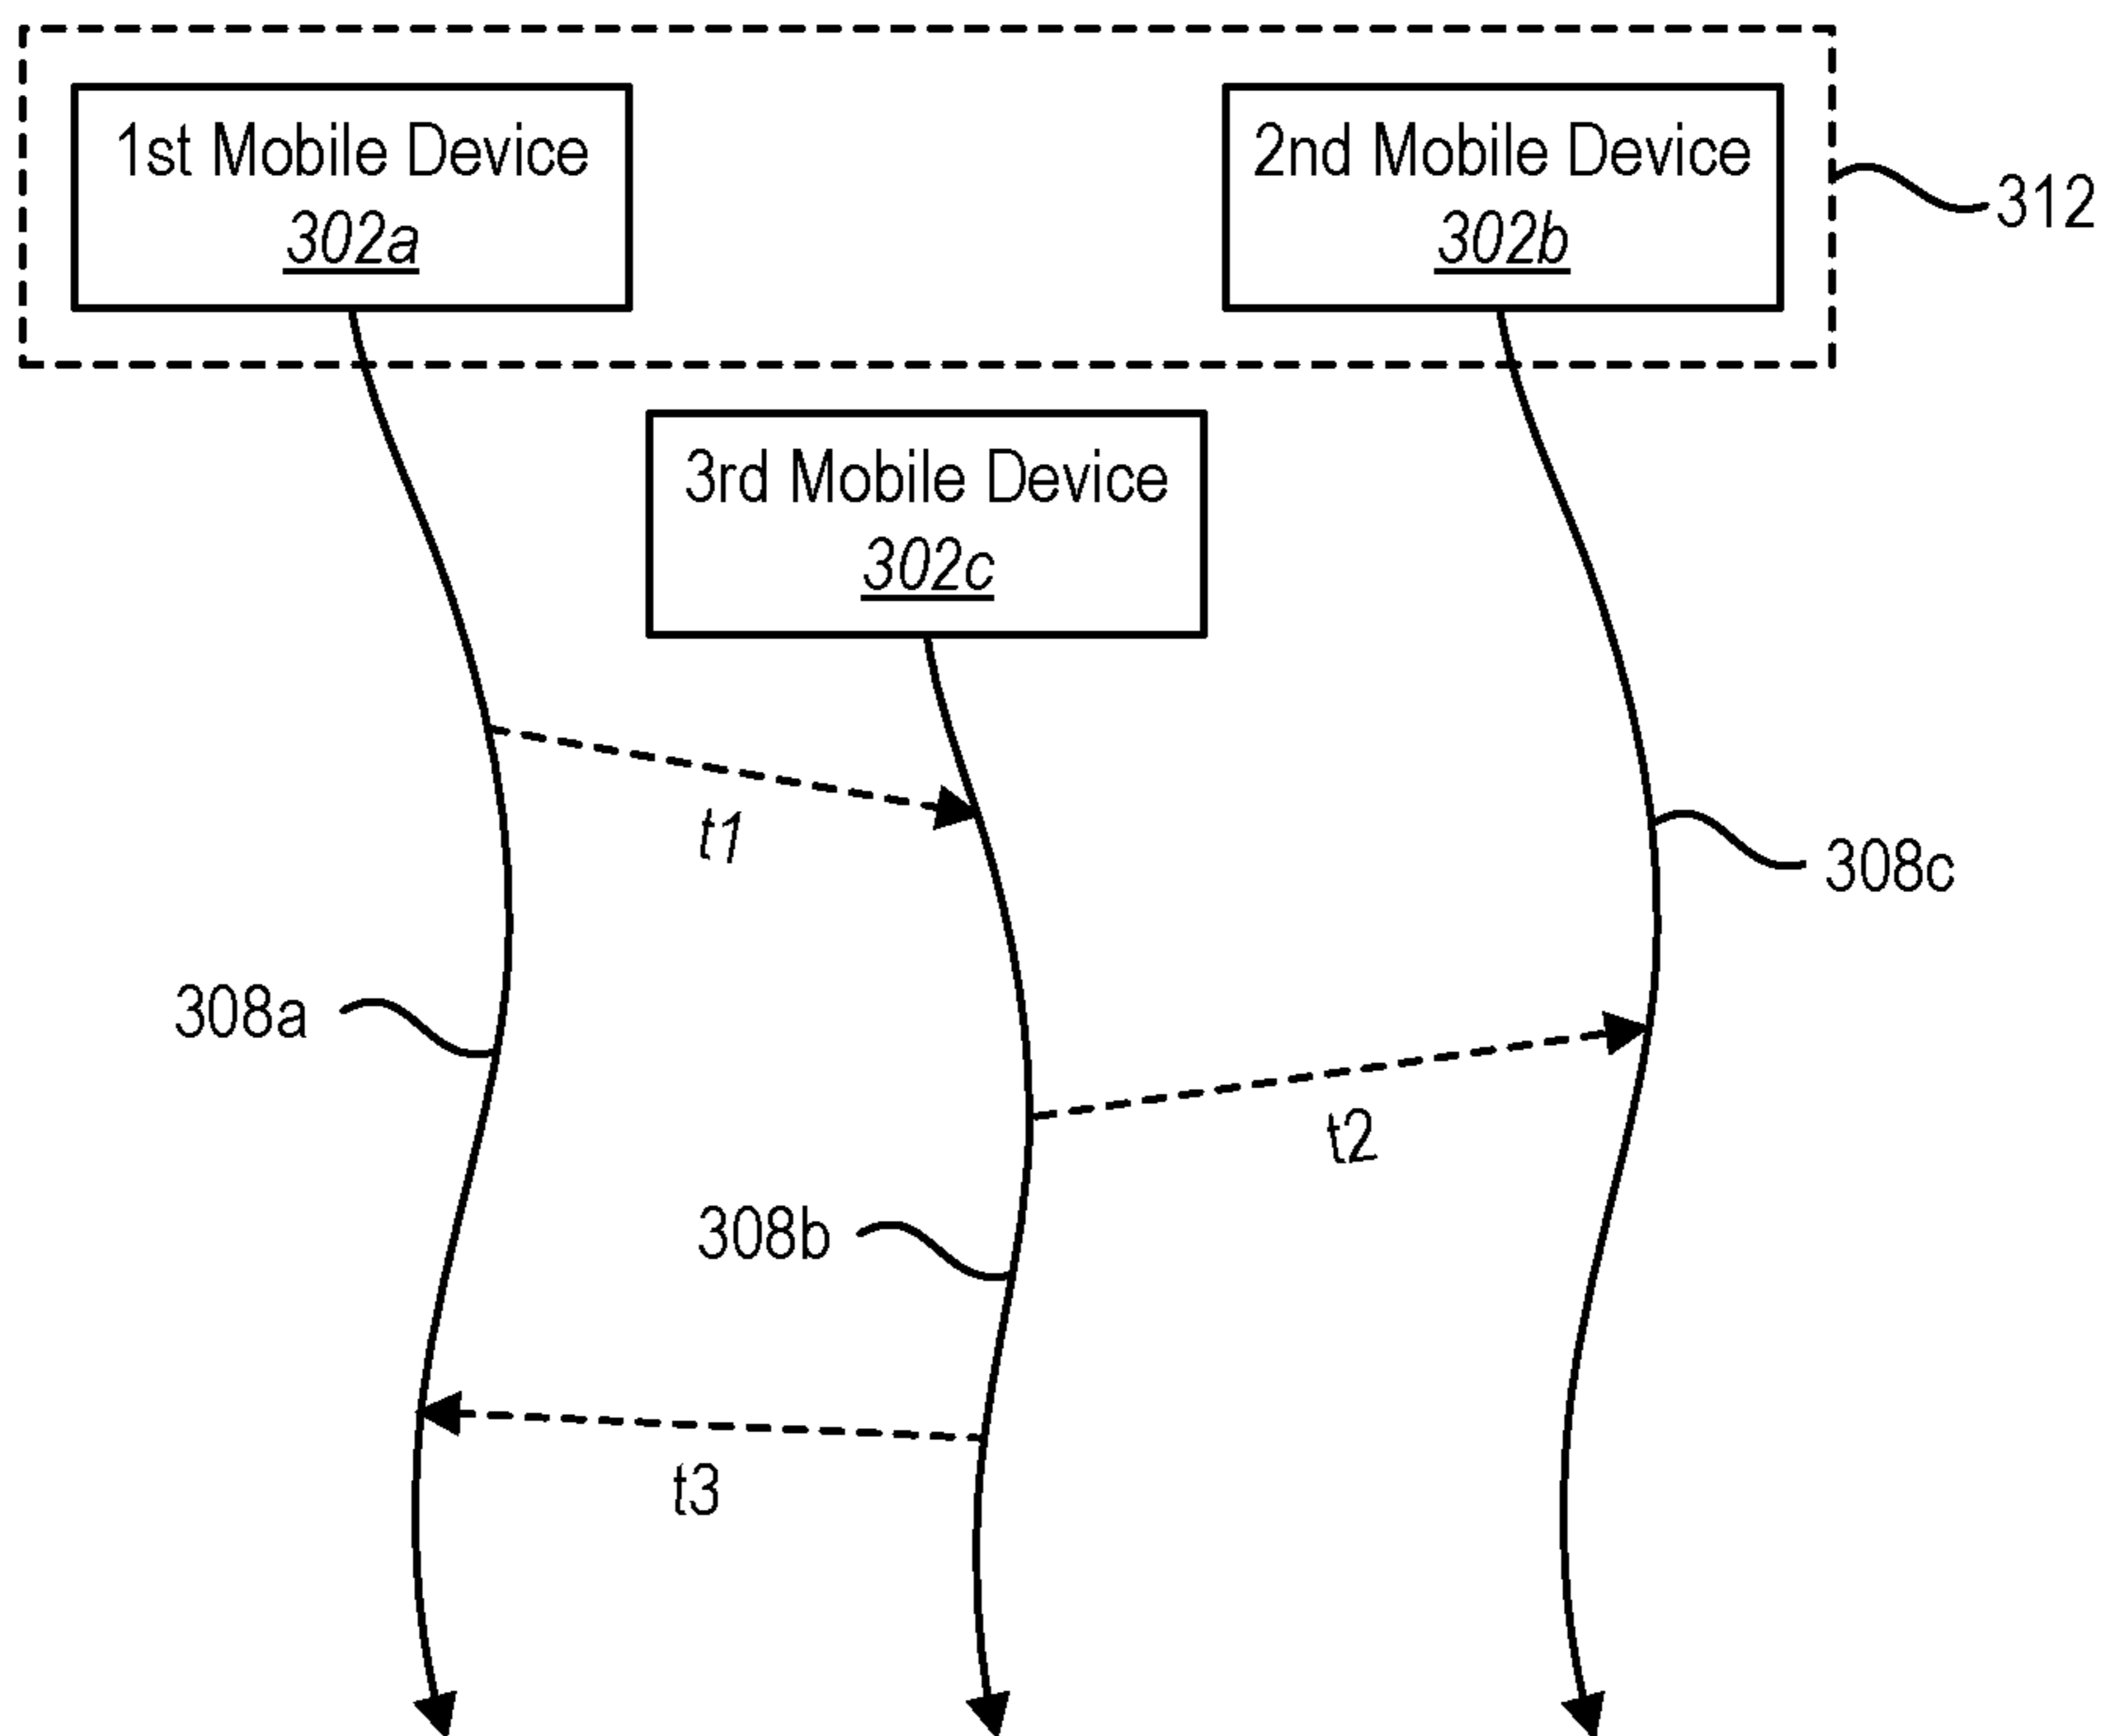 1st Mobile Device
302a
2nd Mobile Device
302b
312
3rd Mobile Device
302c
t1
308c
308a
t2
308b
t3